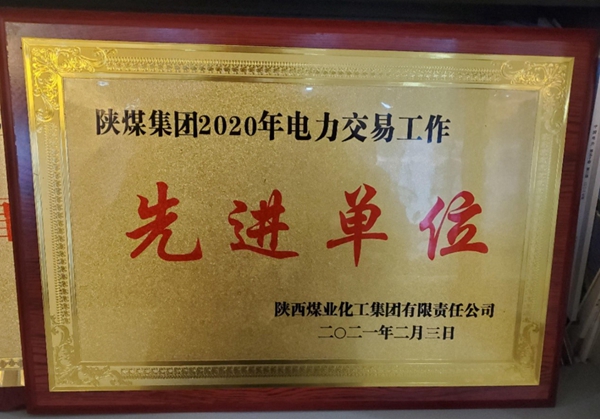 陕煤集团2020年电力交易工作
先进单位
陕西煤业化工集团有限责任公司
二〇二一年二月三日